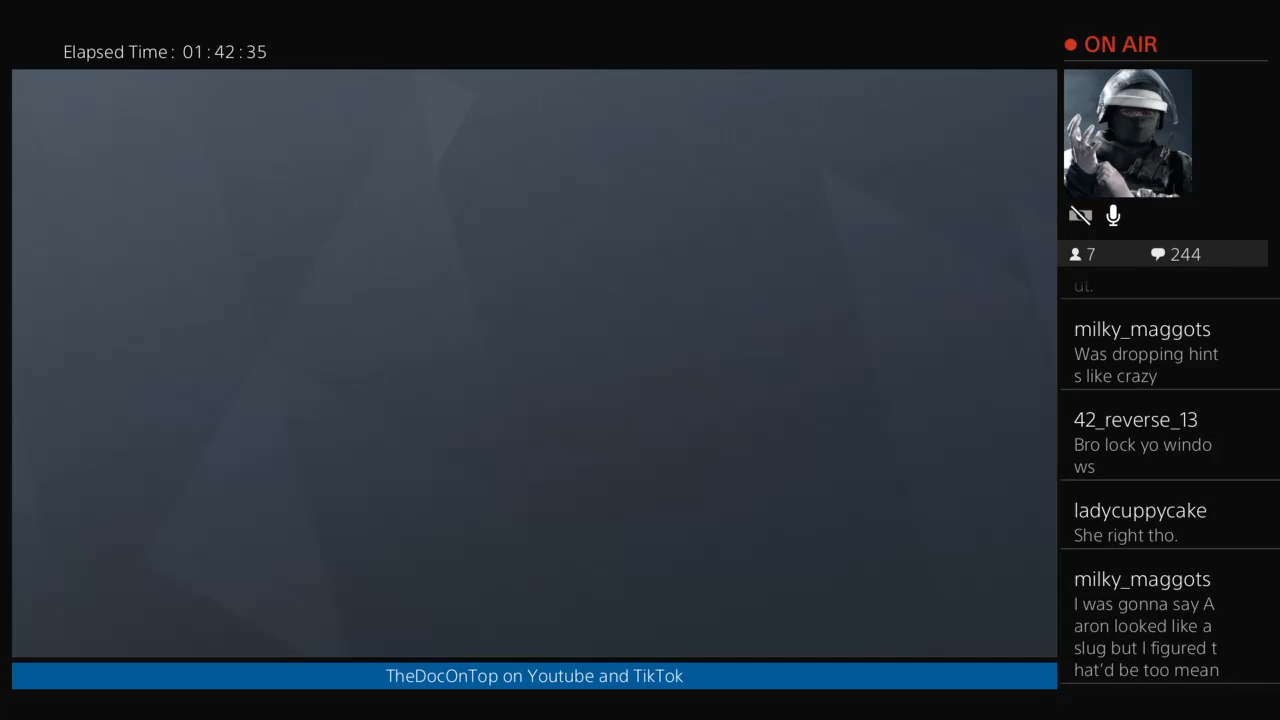 Elapsed Time: 01:42:35
ON AIR
7
244
ut.
milky_maggots
Was dropping hint
s like crazy
42_reverse_13
Bro lock yo windo
ws
ladycuppycake
She right tho.
milky_maggots
I was gonna say A
aron looked like a
slug but I figured t
hat'd be too mean
TheDocOnTop on Youtube and TikTok